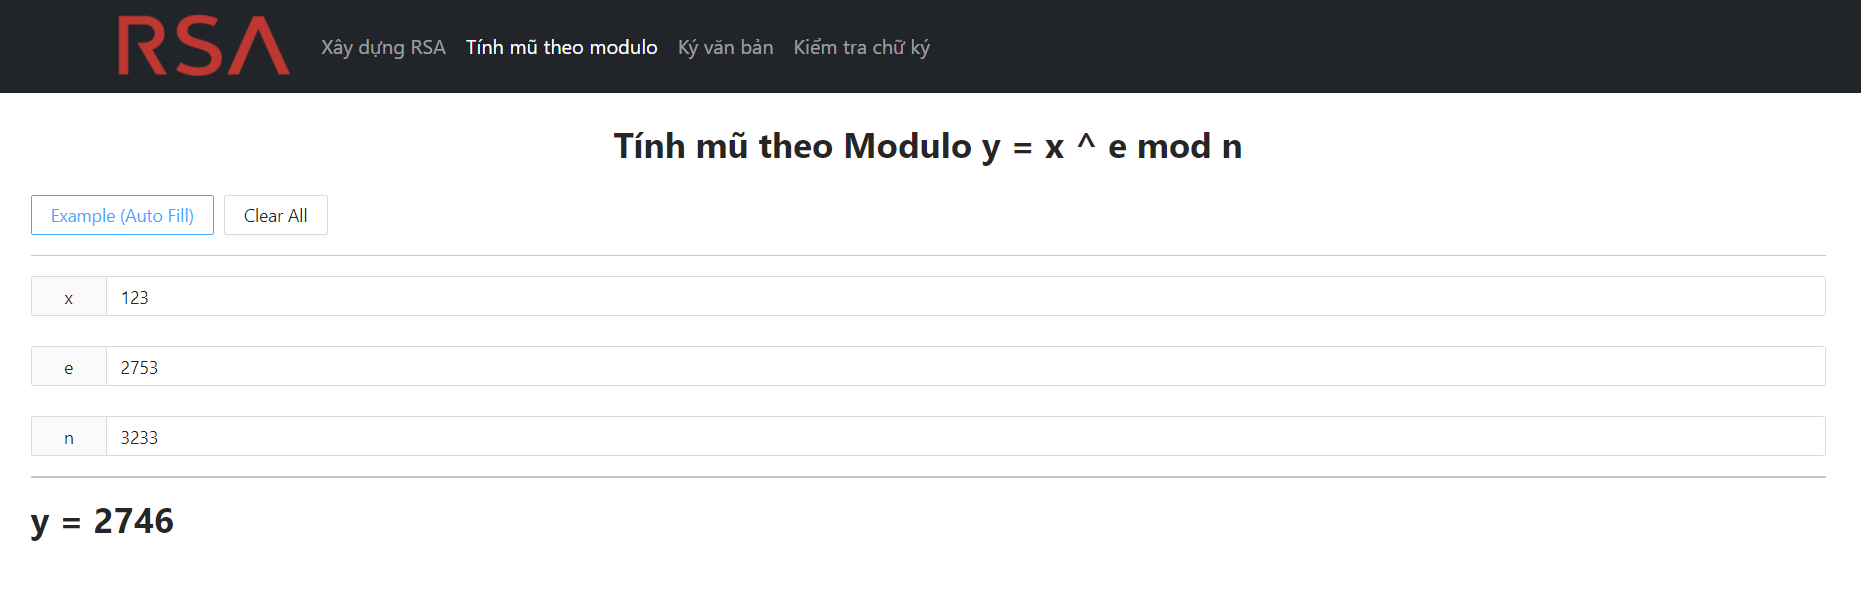 RSA Xây dựng RSA Tính mũ theo modulo Ký văn bản Kiểm tra chữ ký
Tính mũ theo Modulo y = x ^ e mod n
Example (Auto Fill) Clear All
x 123
e 2753
n 3233
y = 2746